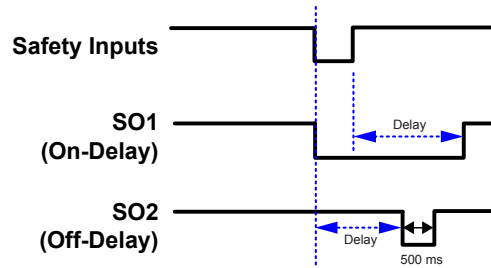 Safety Inputs
SO1
(On-Delay)
Delay
SO2
(Off-Delay)
Delay
500 ms